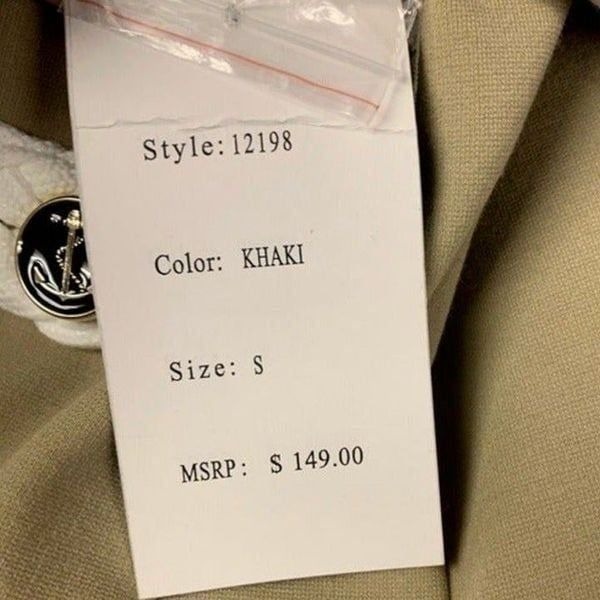 Style: 12198
Color: KHAKI
Size: S
MSRP: $ 149.00